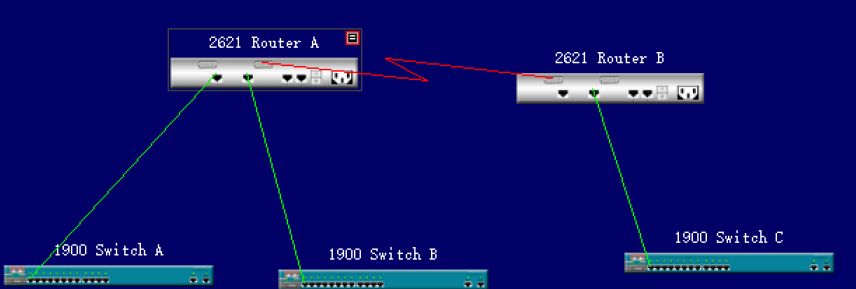 2621 Router A
2621 Router B
1900 Switch A
1900 Switch B
1900 Switch C